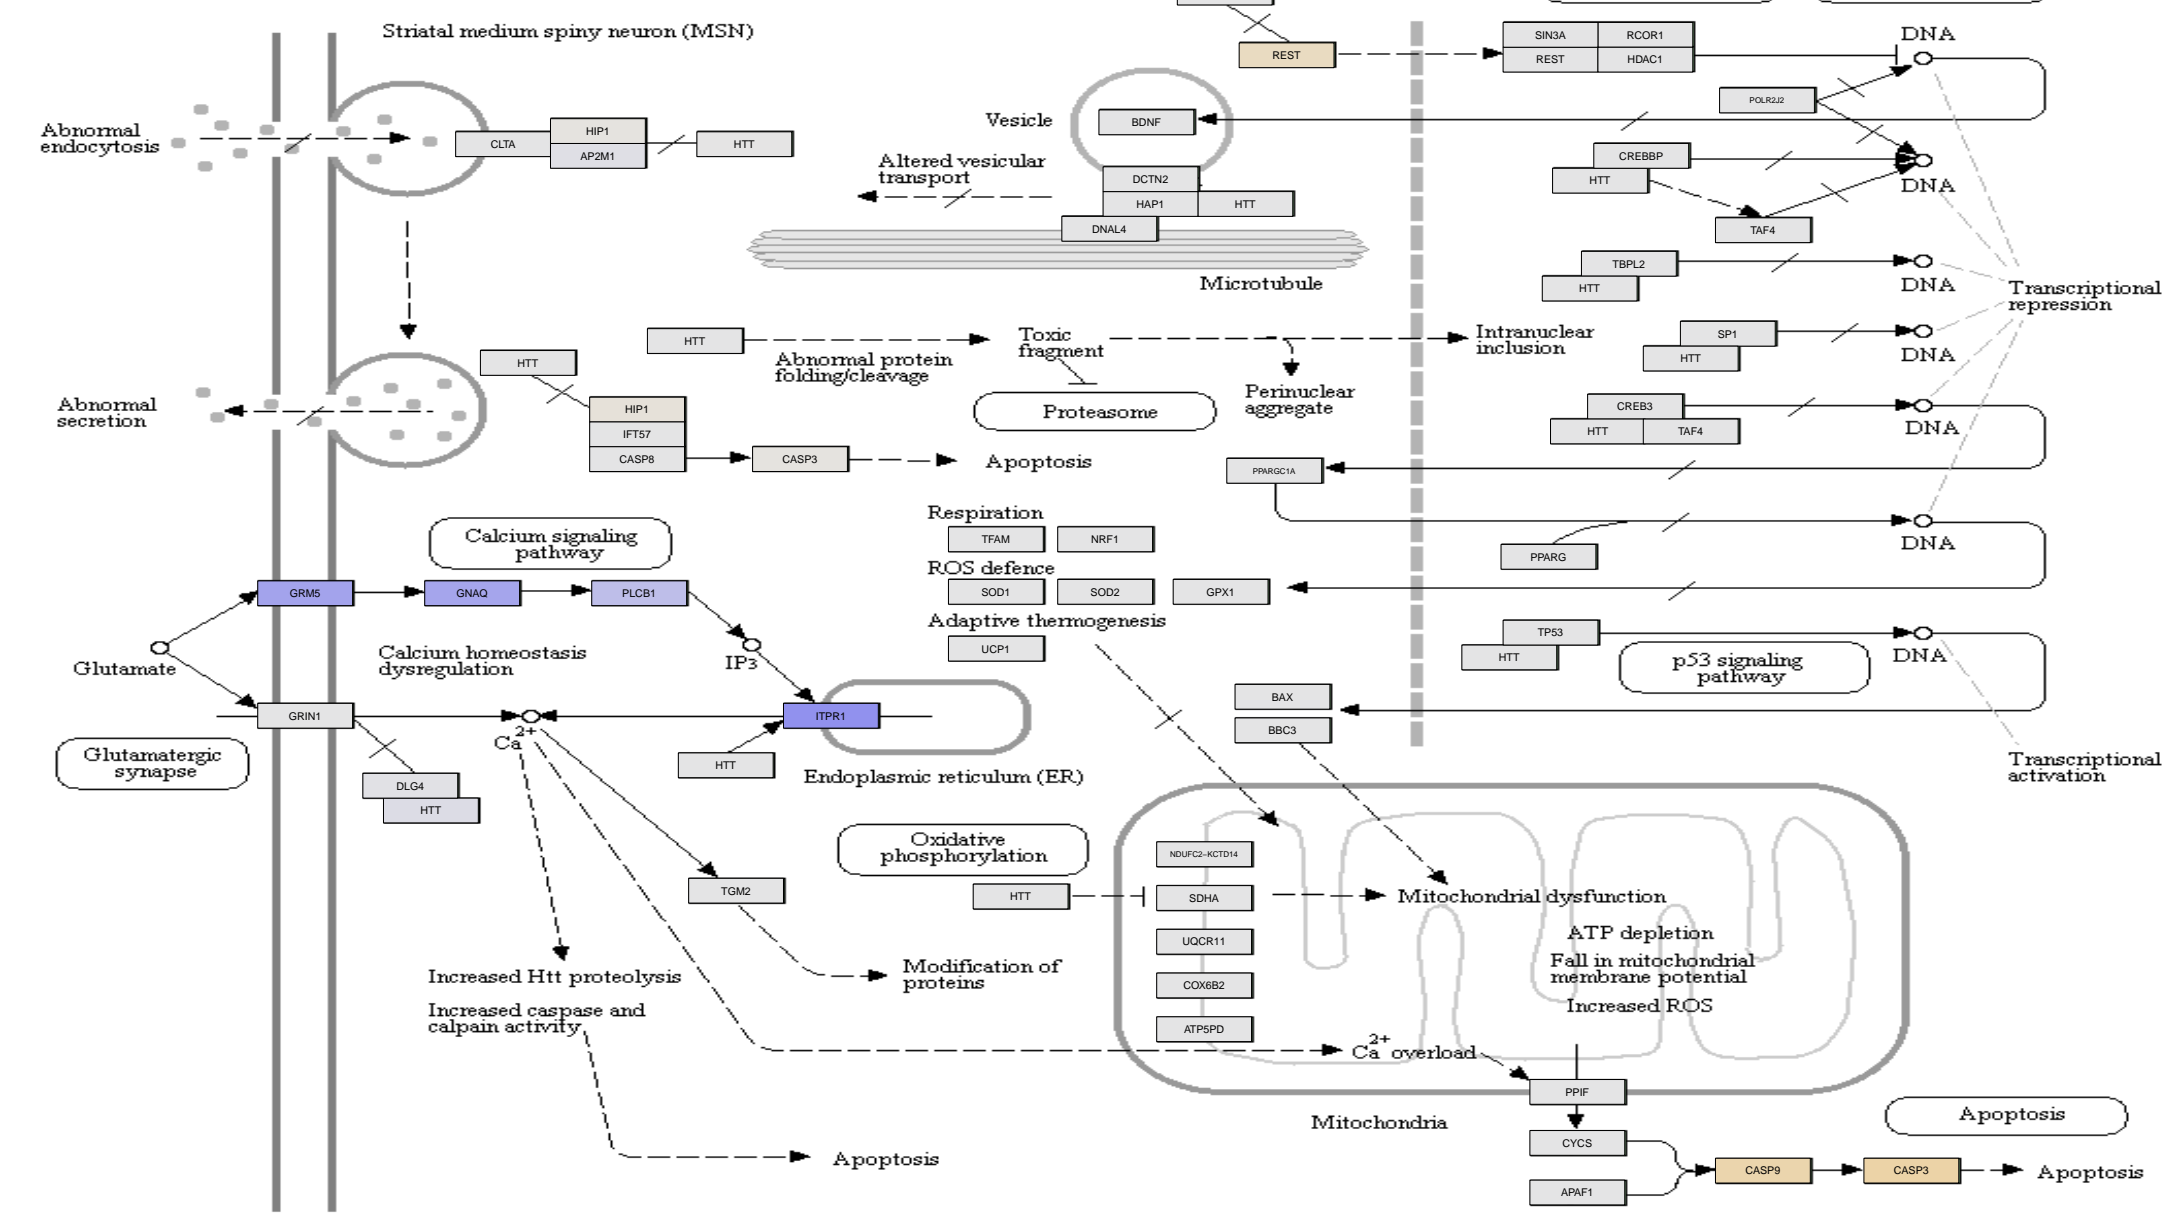 Striatal medium spiny neuron (MSN)
REST
SIN3A
RCOR1
REST
HDAC1
DNA
POLR2J2
Vesicle
BDNF
Abnormal
endocytosis
CLTA
HIP1
AP2M1
HTT
Altered vesicular
transport
DCTN2
HAP1
HTT
DNAL4
Microtubule
CREBBP
HTT
TAF4
DNA
TBPL2
HTT
DNA
Transcriptional
repression
SP1
HTT
DNA
HTT
Abnormal protein
folding/cleavage
Toxic
fragment
Intranuclear
inclusion
Perinuclear
aggregate
Proteasome
HTT
HIP1
IFT57
CASP8
CASP3
Apoptosis
Abnormal
secretion
CREB3
HTT
TAF4
DNA
PPARGC1A
PPARG
DNA
Respiration
TFAM
NRF1
ROS defence
SOD1
SOD2
GPX1
Adaptive thermogenesis
UCP1
Calcium signaling
pathway
GRM5
GNAQ
PLCB1
Glutamate
Calcium homeostasis
dysregulation
IP3
TP53
HTT
DNA
p53 signaling
pathway
BAX
BBC3
Transcriptional
activation
GRIN1
Ca2+
ITPR1
HTT
Endoplasmic reticulum (ER)
Glutamatergic
synapse
DLG4
HTT
Oxidative
phosphorylation
NDUFC2-KCTD14
HTT
SDHA
Mitochondrial dysfunction
UQCR11
ATP depletion
Fall in mitochondrial
membrane potential
COX6B2
Increased ROS
ATP5PD
Ca2+ overload
TGM2
Modification of
proteins
Increased Htt proteolysis
Increased caspase and
calpain activity
Apoptosis
PPIF
Mitochondria
CYCS
APAF1
CASP9
CASP3
Apoptosis
Apoptosis